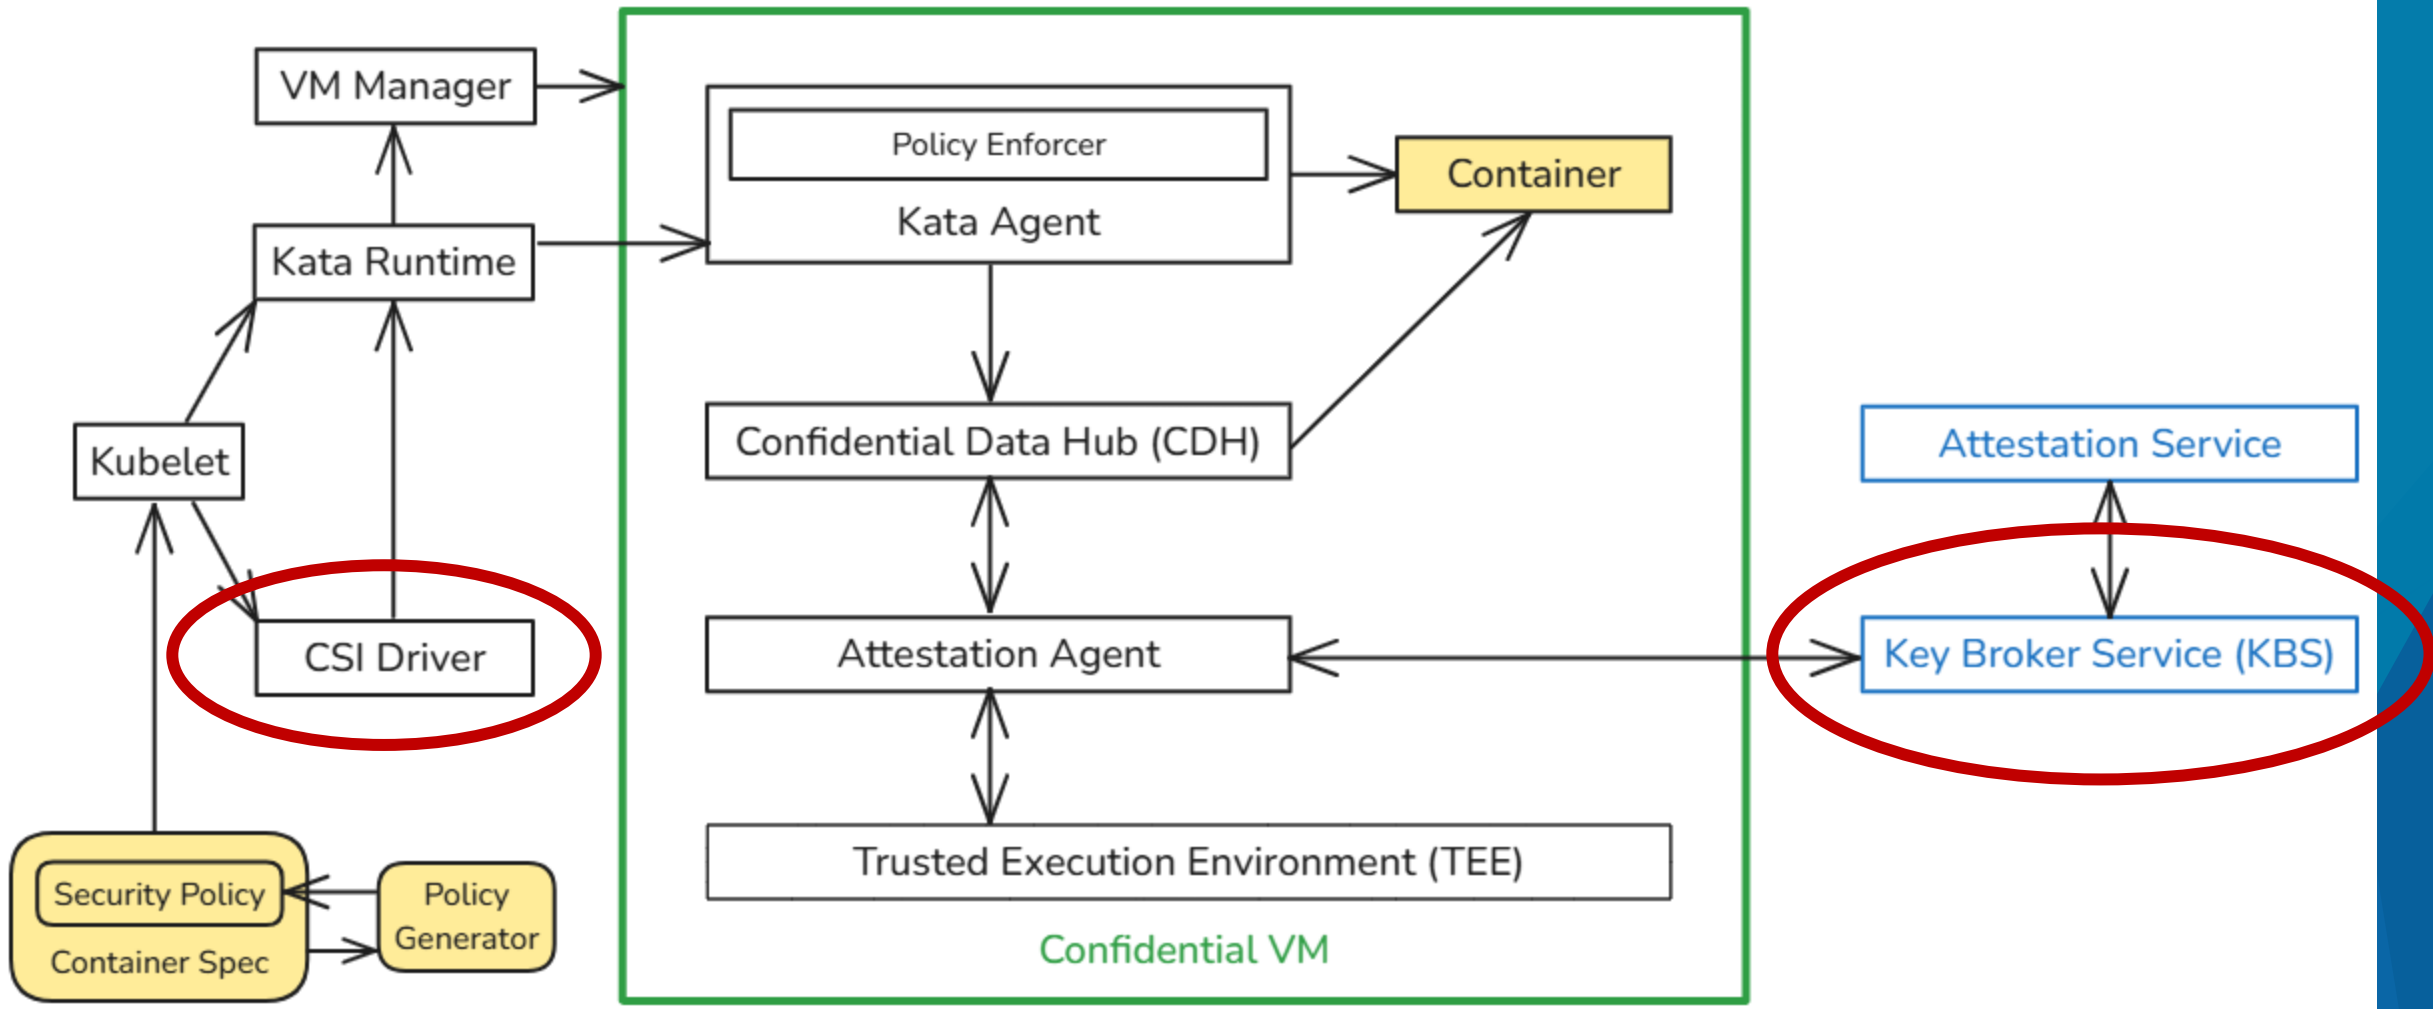 VM Manager
Policy Enforcer
Container
Kata Agent
Kata Runtime
Kubelet
Confidential Data Hub (CDH)
Attestation Service
CSI Driver
Attestation Agent
Key Broker Service (KBS)
Trusted Execution Environment (TEE)
Security Policy
Container Spec
Policy
Generator
Confidential VM